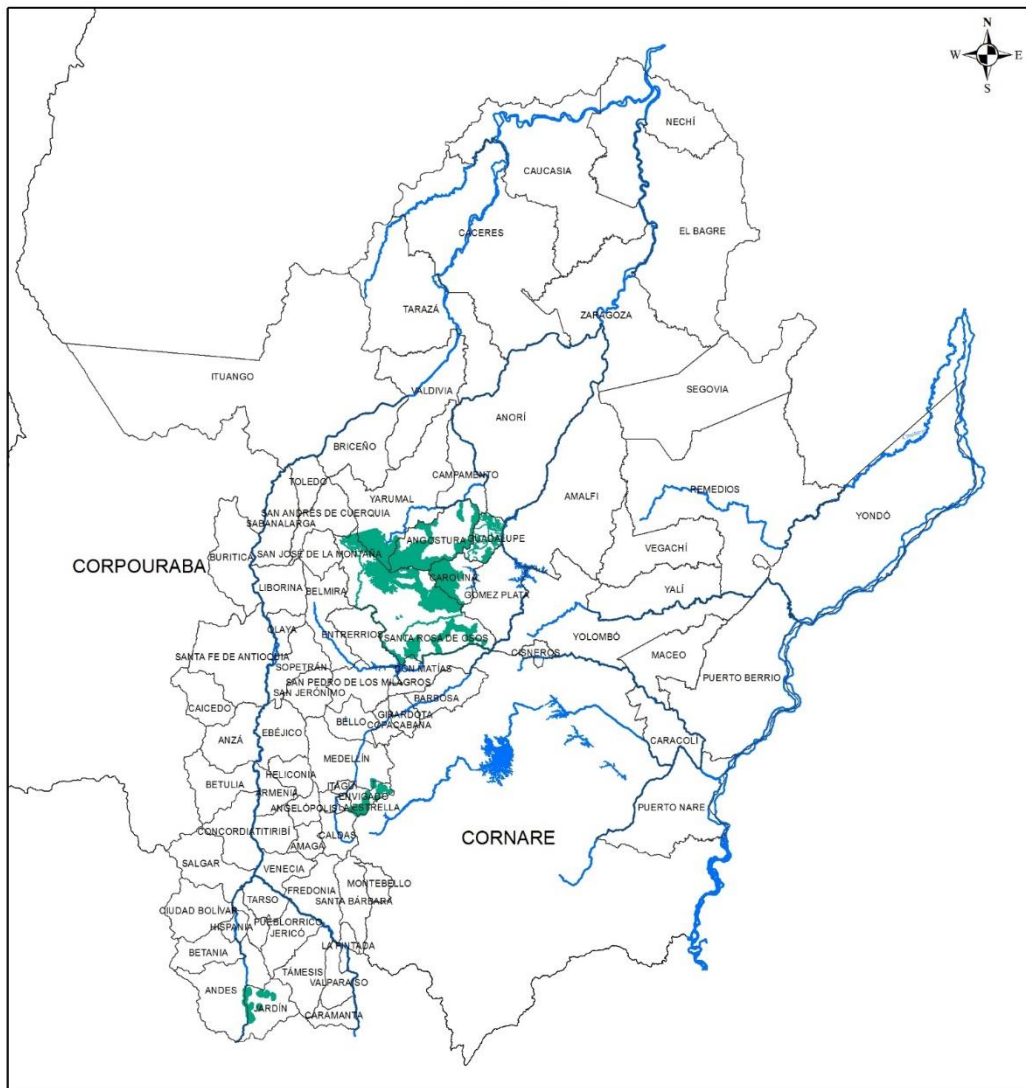 N
W E
S
NECHÍ
CAUCASIA
EL BAGRE
CÁCERES
TARAZÁ
ZARAGOZA
ITUANGO
VALDIVIA
SEGOVIA
ANORÍ
BRICEÑO
CAMPAMENTO
TOLEDO
YARUMAL
AMALFI
REMEDIOS
YONDÓ
SAN ANDRÉS DE CUERQUIA
SABANALARGA
ANGOSTURA
GUADALUPE
VEGACHÍ
BURITICÁ
SAN JOSÉ DE LA MONTAÑA
CORPOURABA
CAROLINA
LIBORINA
BELMIRA
GÓMEZ PLATA
YALÍ
OLAYA
ENTRERRIOS
SANTA ROSA DE OSOS
YOLOMBÓ
CISNEROS
MACEO
SANTA FE DE ANTIOQUIA
SOPETRÁN
DON MATÍAS
PUERTO BERRIO
SAN PEDRO DE LOS MILAGROS
SAN JERÓNIMO
BARBOSA
CAICEDO
GIRARDOTA
BELLO
COPACABANA
ANZÁ
EBÉJICO
CARACOLÍ
MEDELLÍN
HELICONIA
BETULIA
ARMENIA
ITAGÜÍ
ENVIGADO
ANGELÓPOLIS
LA ESTRELLA
PUERTO NARE
CONCORDIA
TITIRIBÍ
CALDAS
CORNARE
AMAGÁ
SALGAR
VENECIA
MONTEBELLO
FREDONIA
SANTA BÁRBARA
TARSO
CIUDAD BOLÍVAR
HISPANIA
PUEBLORRICO
JERICÓ
LA PINTADA
BETANIA
TÁMESIS
VALPARAÍSO
ANDES
JARDÍN
CARAMANTA